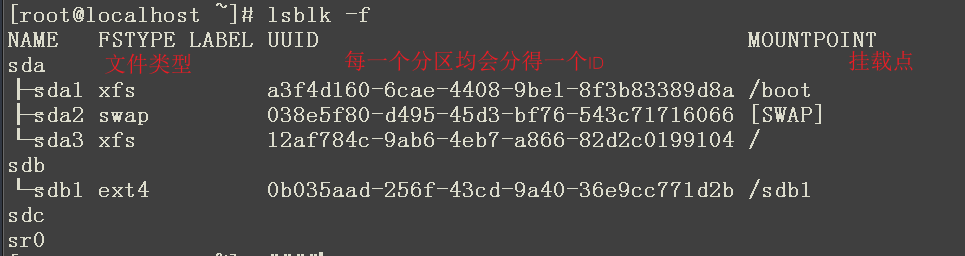 [root@localhost ~]# lsblk -f
NAME FSTYPE LABEL UUID MOUNTPOINT
sda 文件类型 每一个分区均会分得一个ID 挂载点
├─sda1 xfs a3f4d160-6cae-4408-9be1-8f3b83389d8a /boot
├─sda2 swap 038e5f80-d495-45d3-bf76-543c71716066 [SWAP]
└─sda3 xfs 12af784c-9ab6-4eb7-a866-82d2c0199104 /
sdb
└─sdb1 ext4 0b035aad-256f-43cd-9a40-36e9cc771d2b /sdb1
sdc
sr0